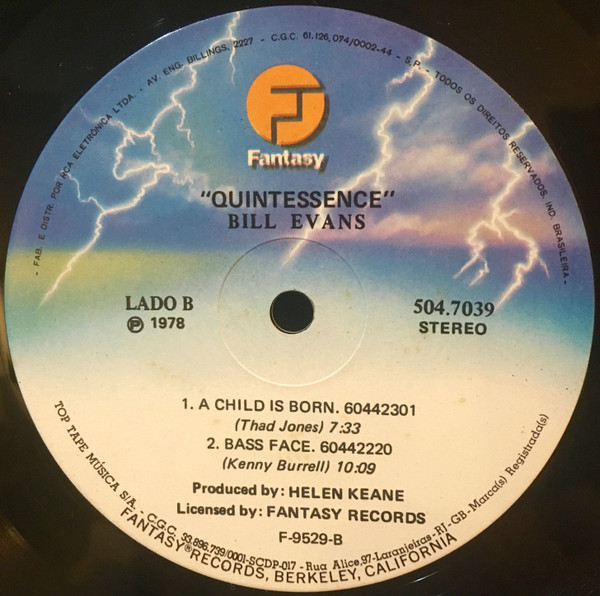 - FAB. E DISTR. POR INCA ELETRÔNICA LTDA. - AV. ENG. BILLINGS, 2227 - C.G.C. 61.126,074/0002-44 - S.P. - TODOS OS DIREITOS RESERVADOS. IND. BRASILEIRA -
Fantasy
"QUINTESSENCE"
BILL EVANS
LADO B
℗ 1978
504.7039
STEREO
1. A CHILD IS BORN. 60442301
(Thad Jones) 7:33
2. BASS FACE. 60442220
(Kenny Burrell) 10:09
Produced by: HELEN KEANE
Licensed by: FANTASY RECORDS
F-9529-B
TOP TAPE MÚSICA S/A. - C.G.C. 33,896,739/0001-SCDP-017 - Rua Alice,97-Laranjeiras-RJ-GB-Marca(s) Registrada(s)
FANTASY® RECORDS, BERKELEY, CALIFORNIA